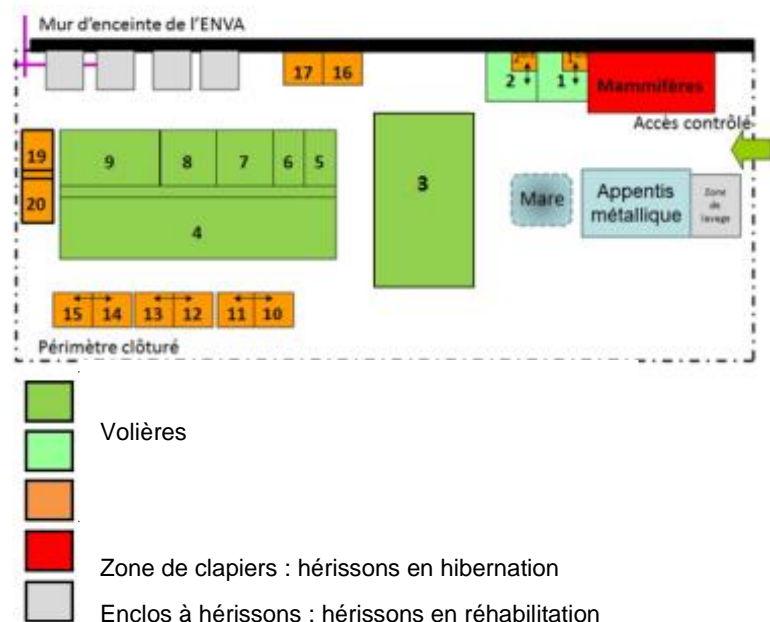 Mur d'enceinte de l'ENVA
17 16
2 1
Mammifères
Accès contrôlé
19
9 8 7 6 5
3
20
4
Mare
Appentis
métallique
Zone
de
lavage
15 14 13 12 11 10
Périmètre clôturé
Volières
Zone de clapiers : hérissons en hibernation
Enclos à hérissons : hérissons en réhabilitation